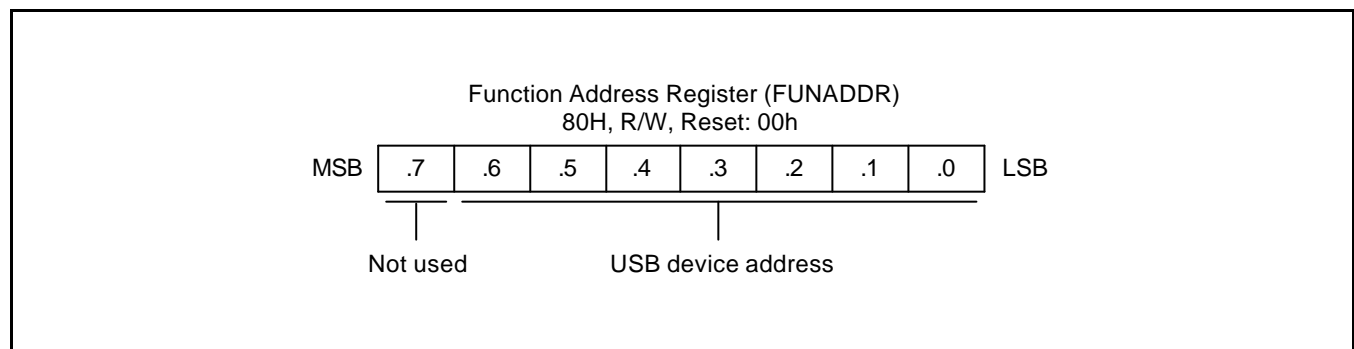 Function Address Register (FUNADDR)
80H, R/W, Reset: 00h
MSB .7 .6 .5 .4 .3 .2 .1 .0 LSB
Not used USB device address